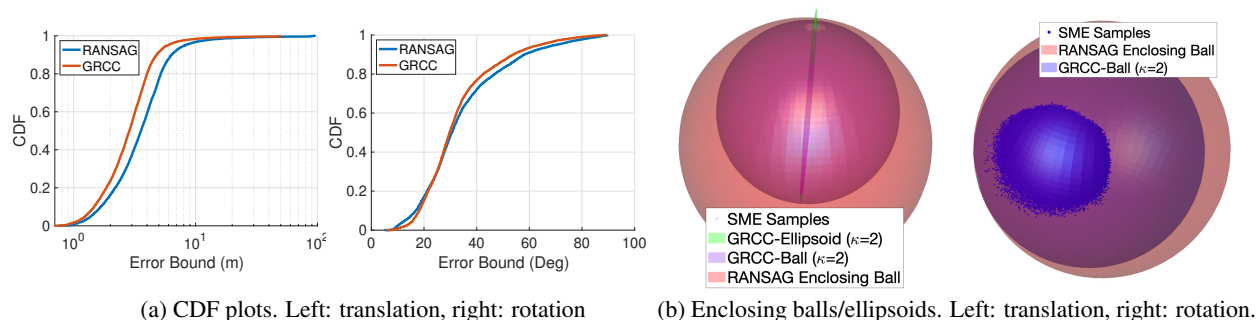 1
0.8
0.6
0.4
0.2
0
CDF
RANSAG
GRCC
10^0
10^1
10^2
Error Bound (m)
1
0.8
0.6
0.4
0.2
0
CDF
RANSAG
GRCC
0
20
40
60
80
100
Error Bound (Deg)
SME Samples
GRCC-Ellipsoid (κ=2)
GRCC-Ball (κ=2)
RANSAG Enclosing Ball
SME Samples
RANSAG Enclosing Ball
GRCC-Ball (κ=2)
(a) CDF plots. Left: translation, right: rotation
(b) Enclosing balls/ellipsoids. Left: translation, right: rotation.